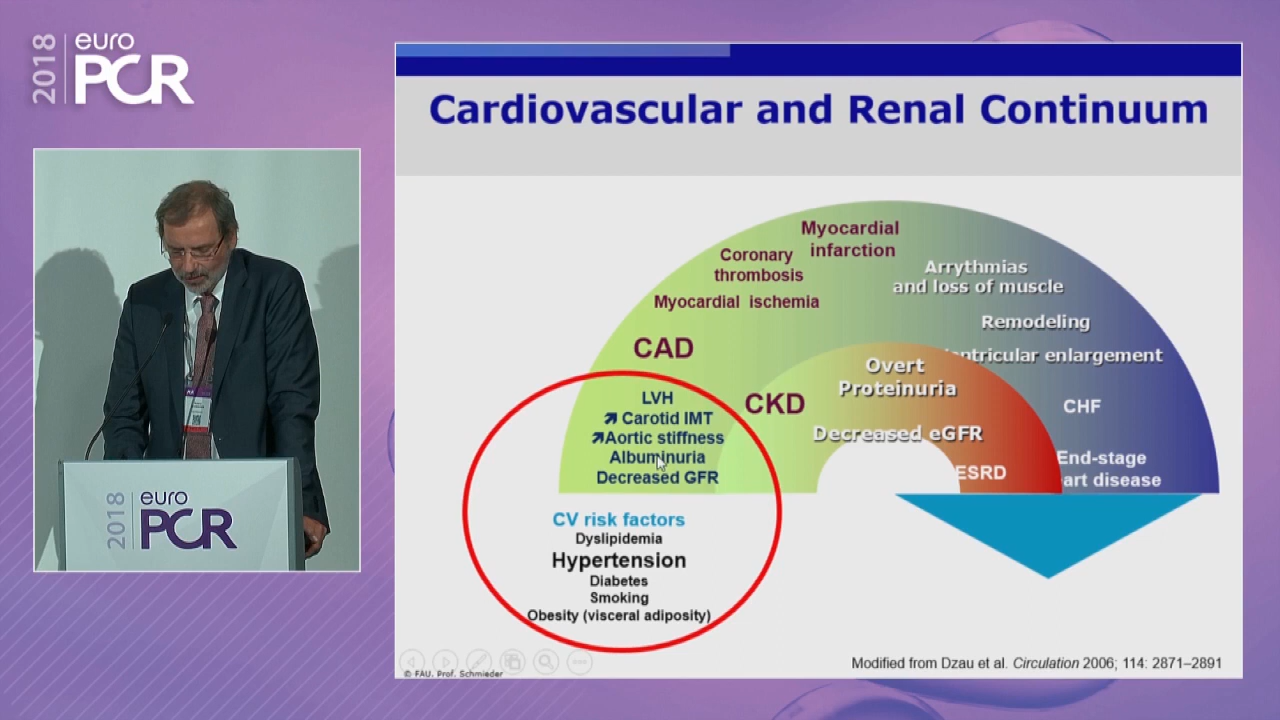 2018
euro
PCR
2018
euro
PCR
Cardiovascular and Renal Continuum
Myocardial
infarction
Coronary
thrombosis
Myocardial ischemia
Arrythmias
and loss of muscle
Remodeling
ntricular enlargement
CAD
Overt
Proteinuria
CKD
CHF
LVH
Carotid IMT
Aortic stiffness
Albuminuria
Decreased GFR
Decreased eGFR
ESRD
End-stage
art disease
CV risk factors
Dyslipidemia
Hypertension
Diabetes
Smoking
Obesity (visceral adiposity)
© FAU. Prof. Schmieder
Modified from Dzau et al. Circulation 2006; 114: 2871–2891